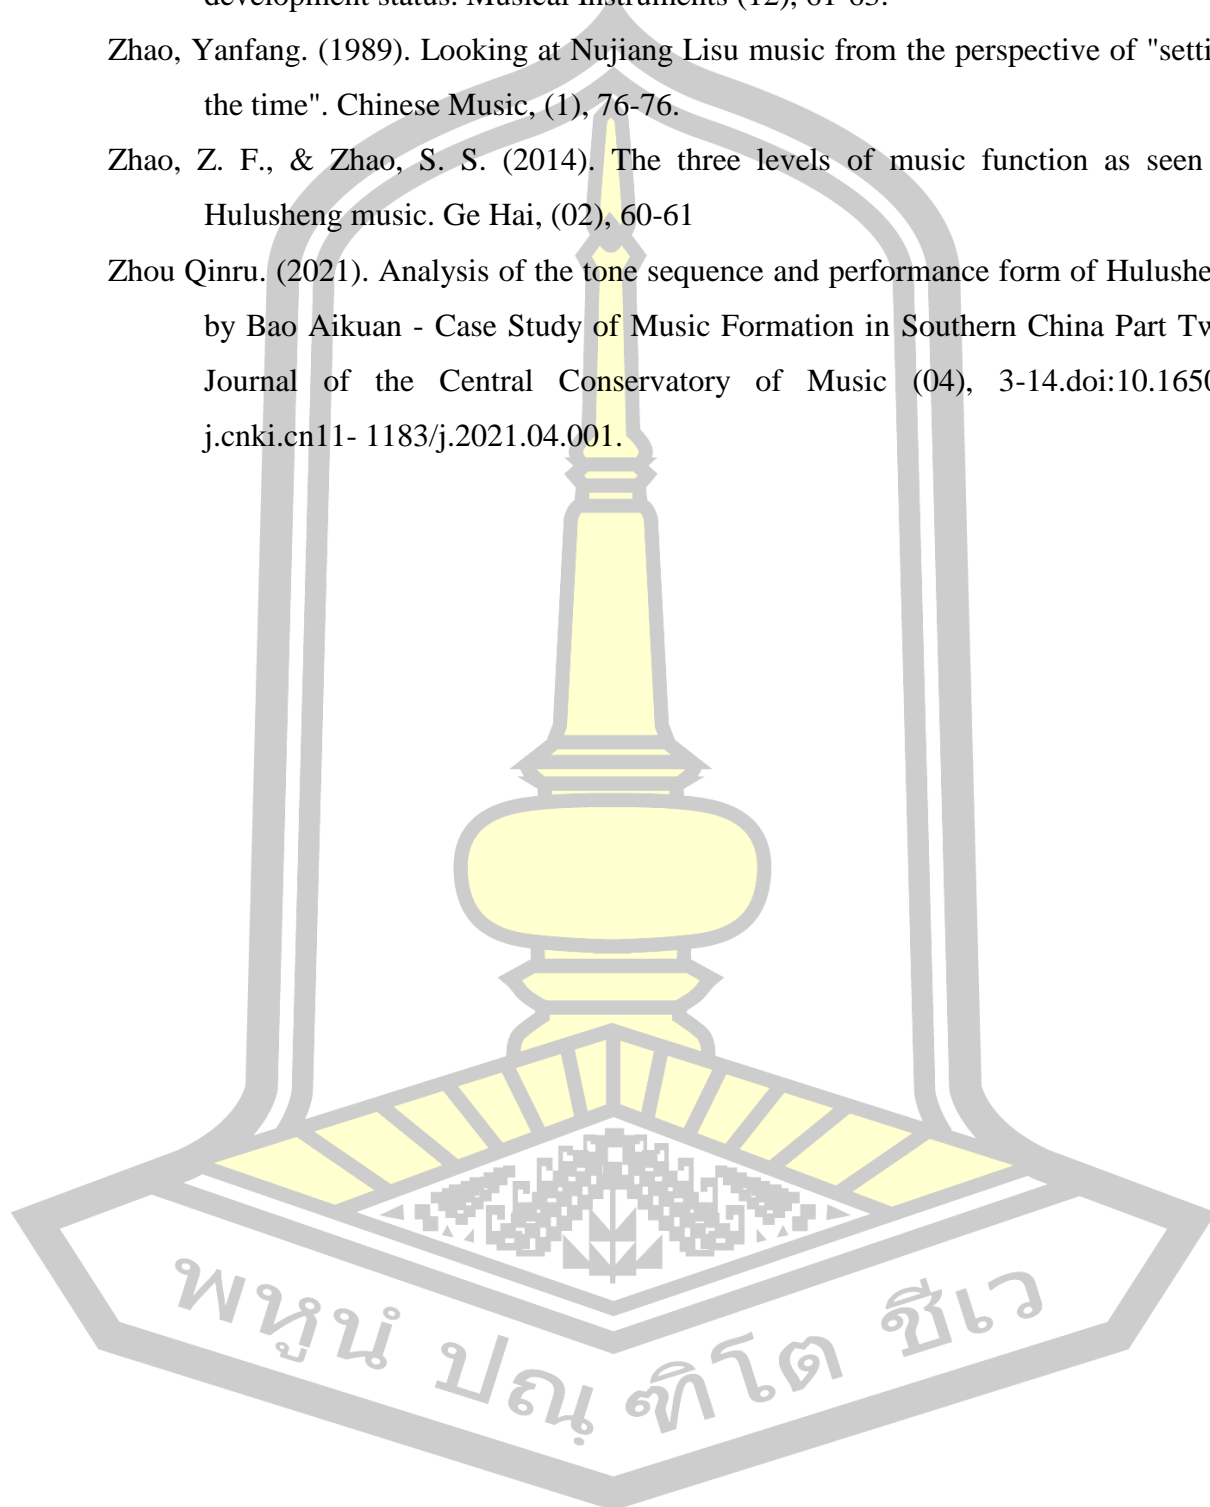 development status. Musical Instruments (12), 61-63.
Zhao, Yanfang. (1989). Looking at Nujiang Lisu music from the perspective of "setti
the time". Chinese Music, (1), 76-76.
Zhao, Z. F., & Zhao, S. S. (2014). The three levels of music function as seen
Hulusheng music. Ge Hai, (02), 60-61
Zhou Qinru. (2021). Analysis of the tone sequence and performance form of Hulushe
by Bao Aikuan - Case Study of Music Formation in Southern China Part Tw
Journal of the Central Conservatory of Music (04), 3-14.doi:10.1650
j.cnki.cn11- 1183/j.2021.04.001.
พหูนํ ปณฺฑิโต ชีเว